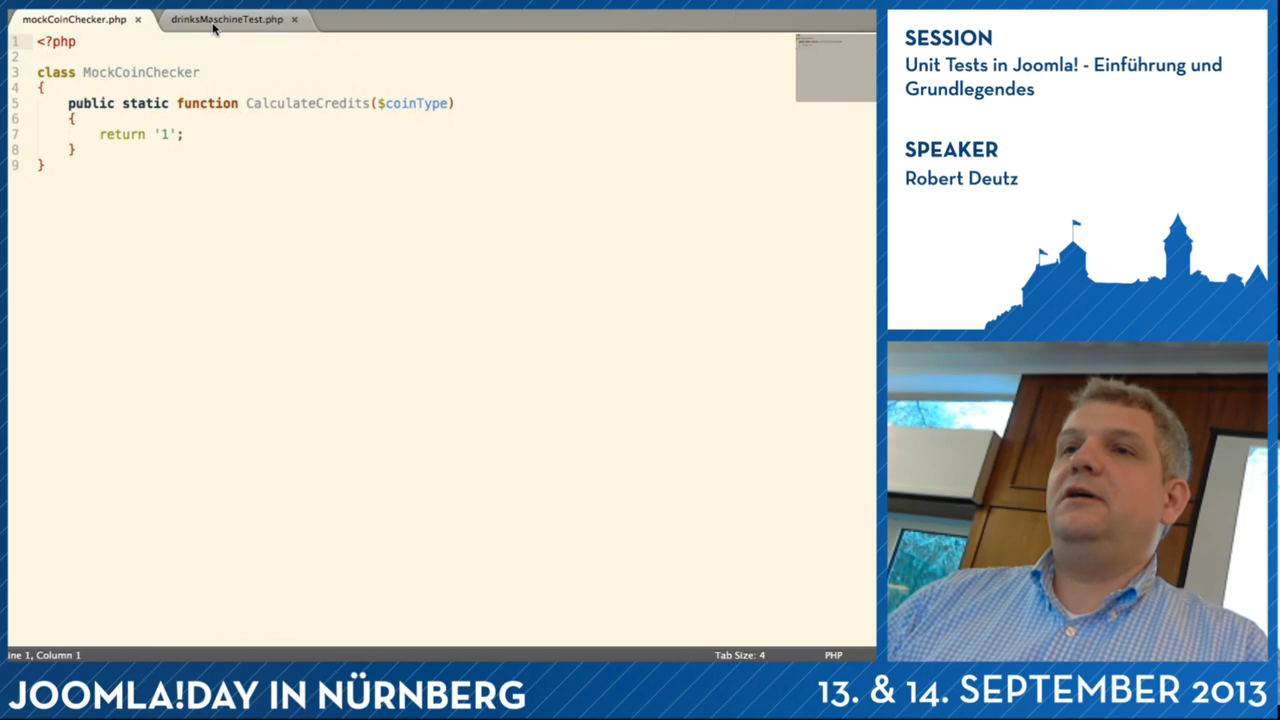 mockCoinChecker.php ×
drinksMaschineTest.php ×
1 <?php
2
3 class MockCoinChecker
4 {
5 public static function CalculateCredits($coinType)
6 {
7 return '1';
8 }
9 }
ine 1, Column 1
Tab Size: 4
PHP
SESSION
Unit Tests in Joomla! - Einführung und
Grundlegendes
SPEAKER
Robert Deutz
JOOMLA!DAY IN NÜRNBERG
13. & 14. SEPTEMBER 2013